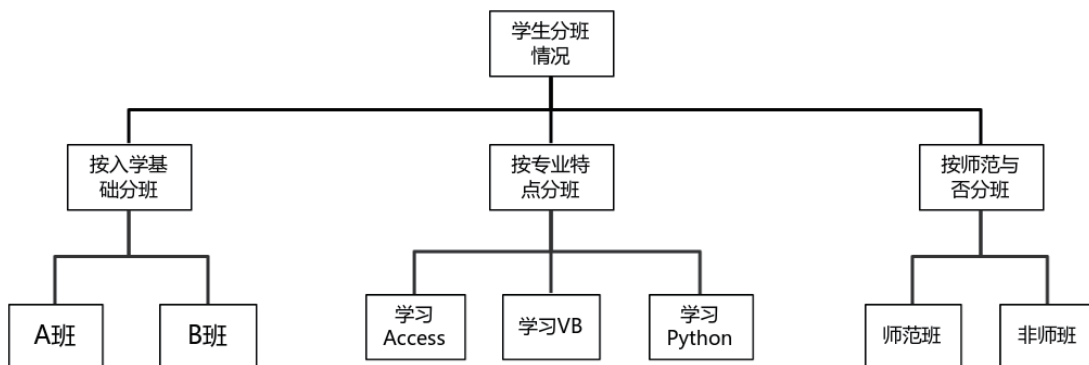 学生分班
情况
按入学基
础分班
按专业特
点分班
按师范与
否分班
A班
B班
学习
Access
学习VB
学习
Python
师范班
非师班